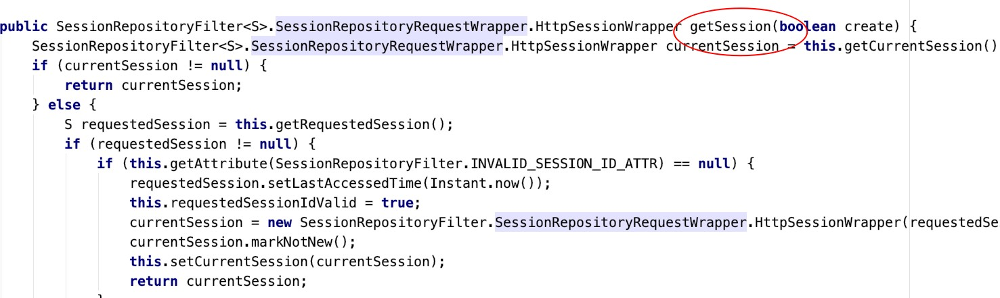 public SessionRepositoryFilter<S>.SessionRepositoryRequestWrapper.HttpSessionWrapper getSession(boolean create) {
SessionRepositoryFilter<S>.SessionRepositoryRequestWrapper.HttpSessionWrapper currentSession = this.getCurrentSession()
if (currentSession != null) {
return currentSession;
} else {
S requestedSession = this.getRequestedSession();
if (requestedSession != null) {
if (this.getAttribute(SessionRepositoryFilter.INVALID_SESSION_ID_ATTR) == null) {
requestedSession.setLastAccessedTime(Instant.now());
this.requestedSessionIdValid = true;
currentSession = new SessionRepositoryFilter.SessionRepositoryRequestWrapper.HttpSessionWrapper(requestedSe
currentSession.markNotNew();
this.setCurrentSession(currentSession);
return currentSession;
}